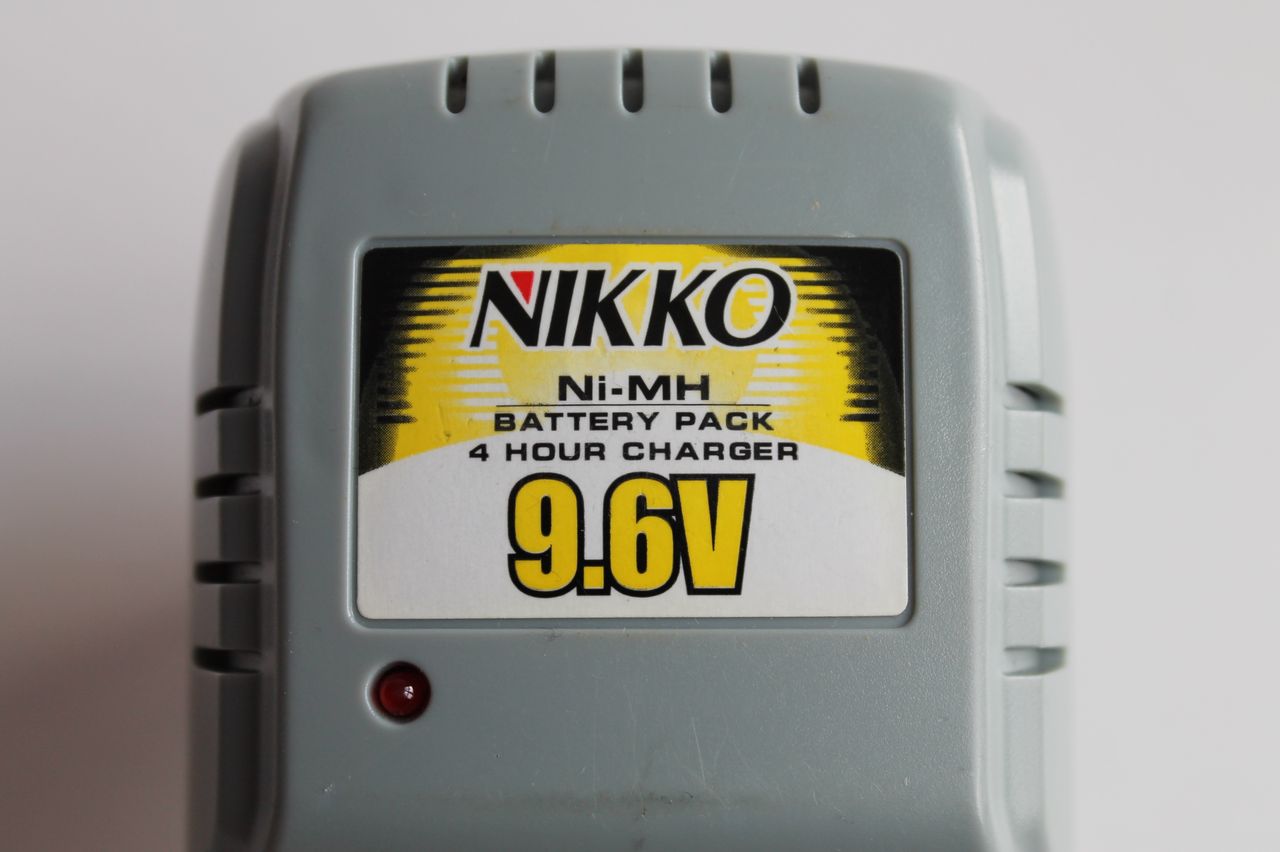 NIKKO
Ni-MH
BATTERY PACK
4 HOUR CHARGER
9.6V